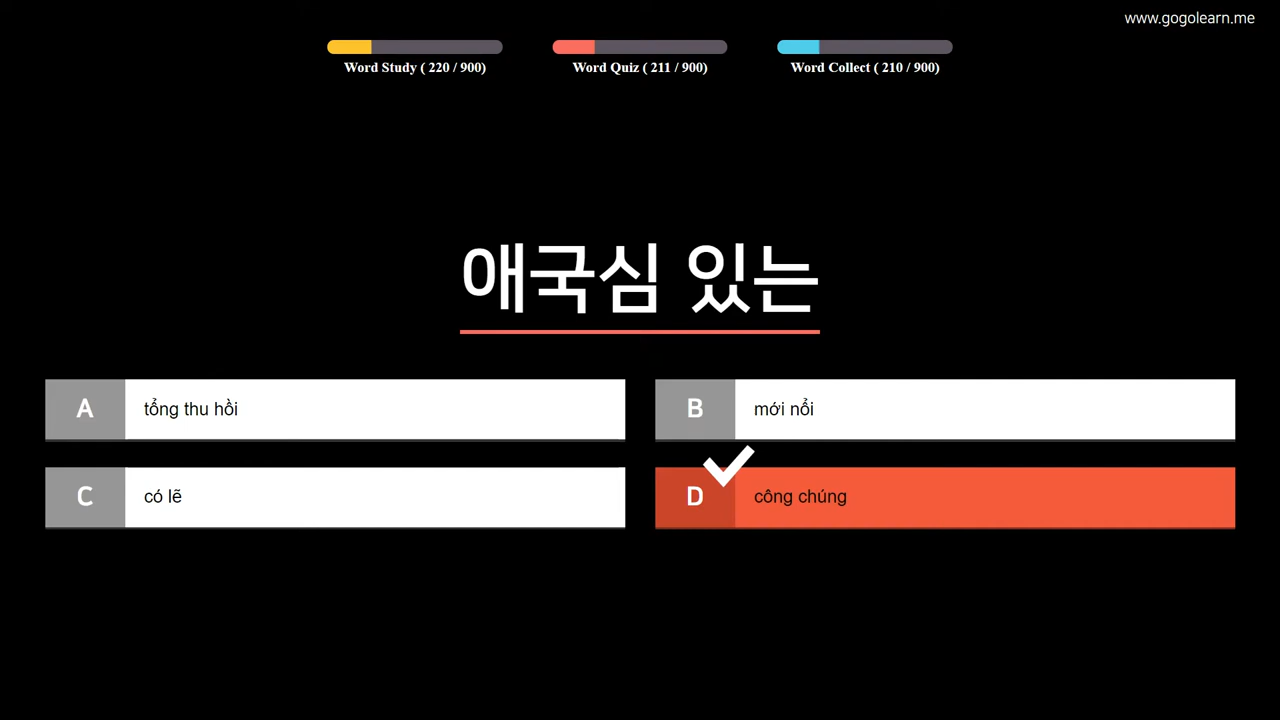 www.gogolearn.me
Word Study ( 220 / 900)
Word Quiz ( 211 / 900)
Word Collect ( 210 / 900)
애국심 있는
A tổng thu hồi
B mới nổi
C có lẽ
D công chúng